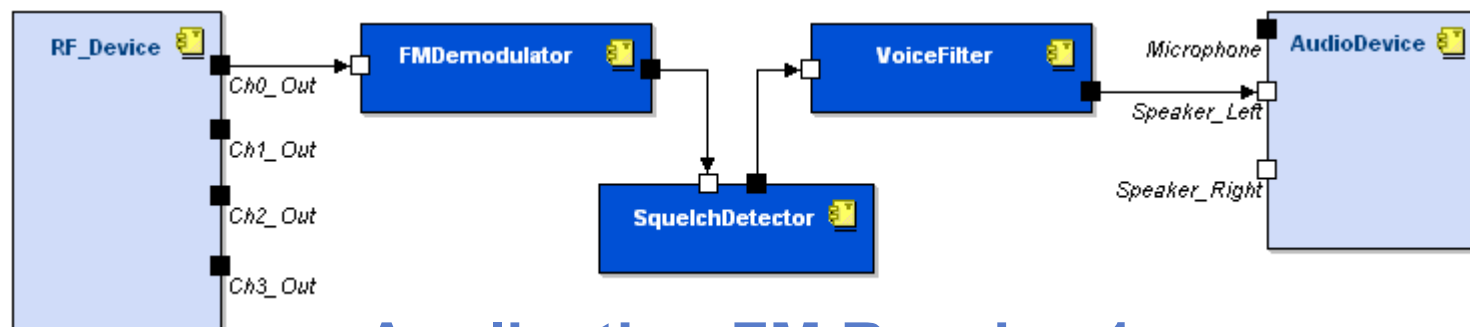 RF_Device
FMDemodulator
VoiceFilter
Microphone
AudioDevice
Ch0_Out
Speaker_Left
Ch1_Out
Speaker_Right
Ch2_Out
SquelchDetector
Ch3_Out